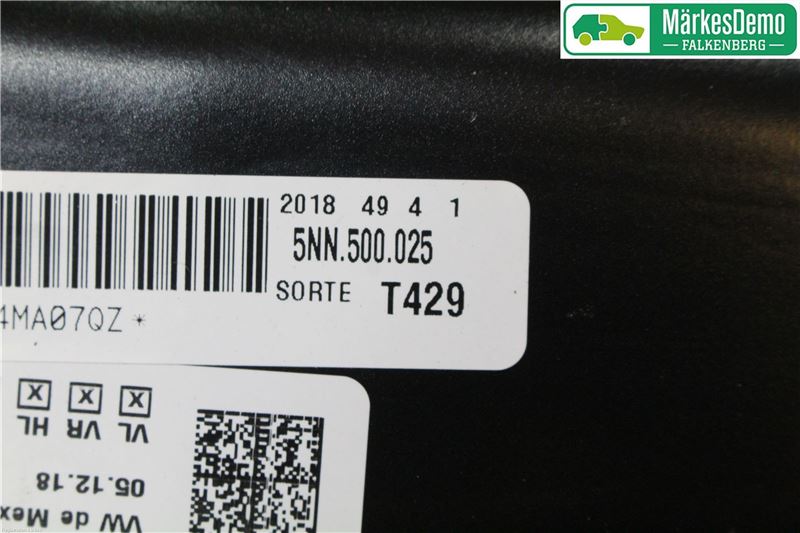 MärkesDemo
FALKENBERG
2018 49 4 1
5NN.500.025
SORTE T429
4MA07QZ*
VL VR HL
X X X
05.12.18
VW de Mex